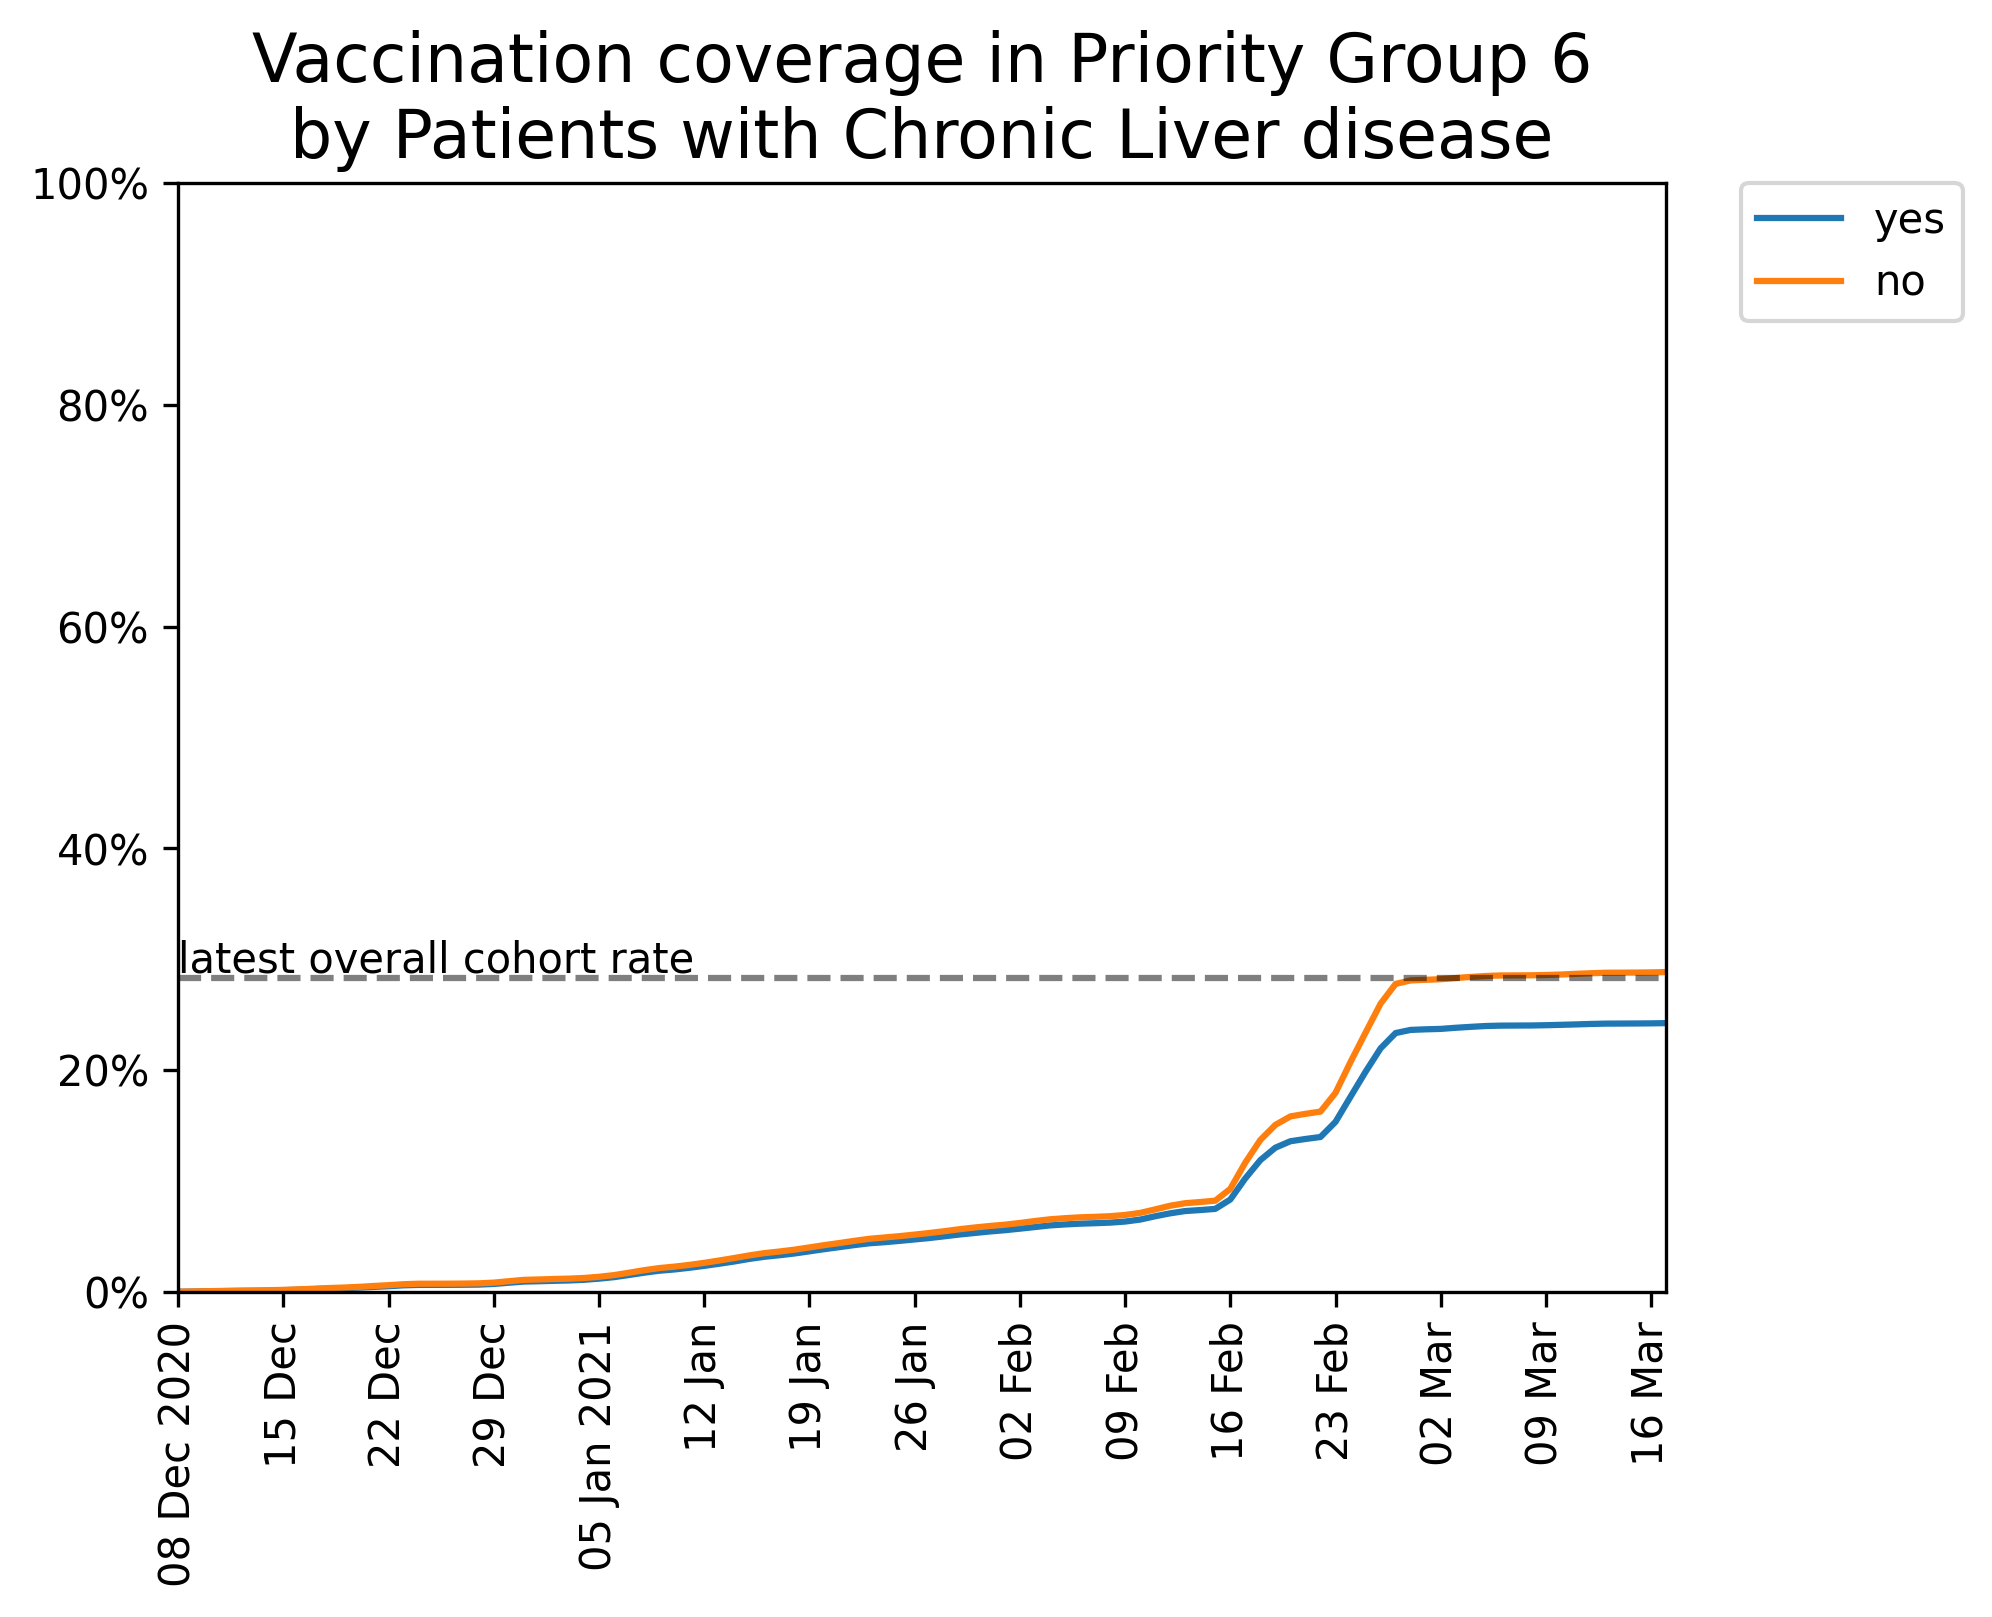 Vaccination coverage in Priority Group 6
by Patients with Chronic Liver disease
100%
80%
60%
40%
20%
0%
latest overall cohort rate
yes
no
08 Dec 2020
15 Dec
22 Dec
29 Dec
05 Jan 2021
12 Jan
19 Jan
26 Jan
02 Feb
09 Feb
16 Feb
23 Feb
02 Mar
09 Mar
16 Mar